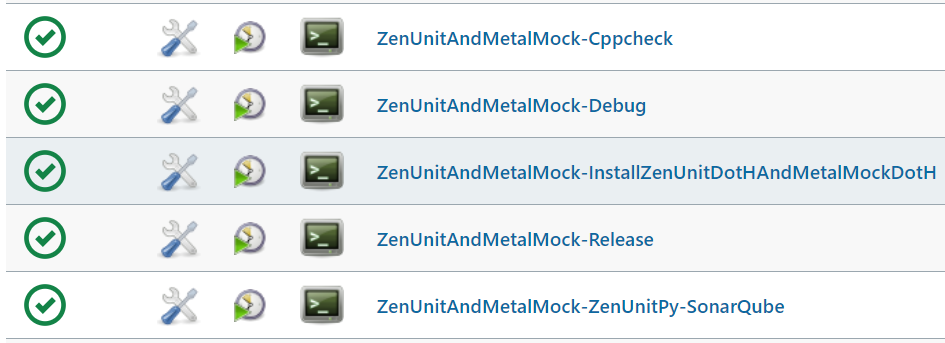 ZenUnitAndMetalMock-Cppcheck
ZenUnitAndMetalMock-Debug
ZenUnitAndMetalMock-InstallZenUnitDotHAndMetalMockDotH
ZenUnitAndMetalMock-Release
ZenUnitAndMetalMock-ZenUnitPy-SonarQube